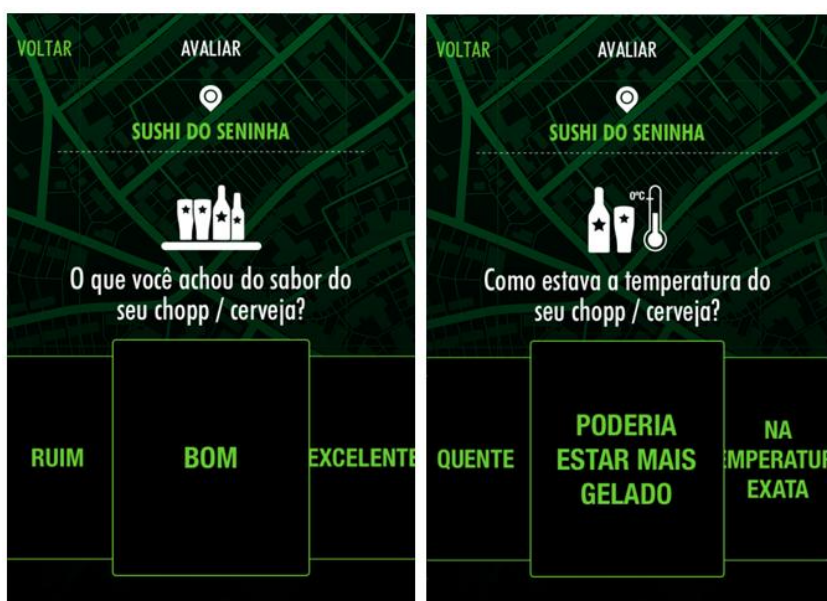 VOLTAR
AVALIAR
SUSHI DO SENINHA
O que você achou do sabor do
seu chopp / cerveja?
RUIM
BOM
EXCELENTE
VOLTAR
AVALIAR
SUSHI DO SENINHA
0°C
Como estava a temperatura do
seu chopp / cerveja?
QUENTE
PODERIA
ESTAR MAIS
GELADO
NA
EMPERATUR
EXATA